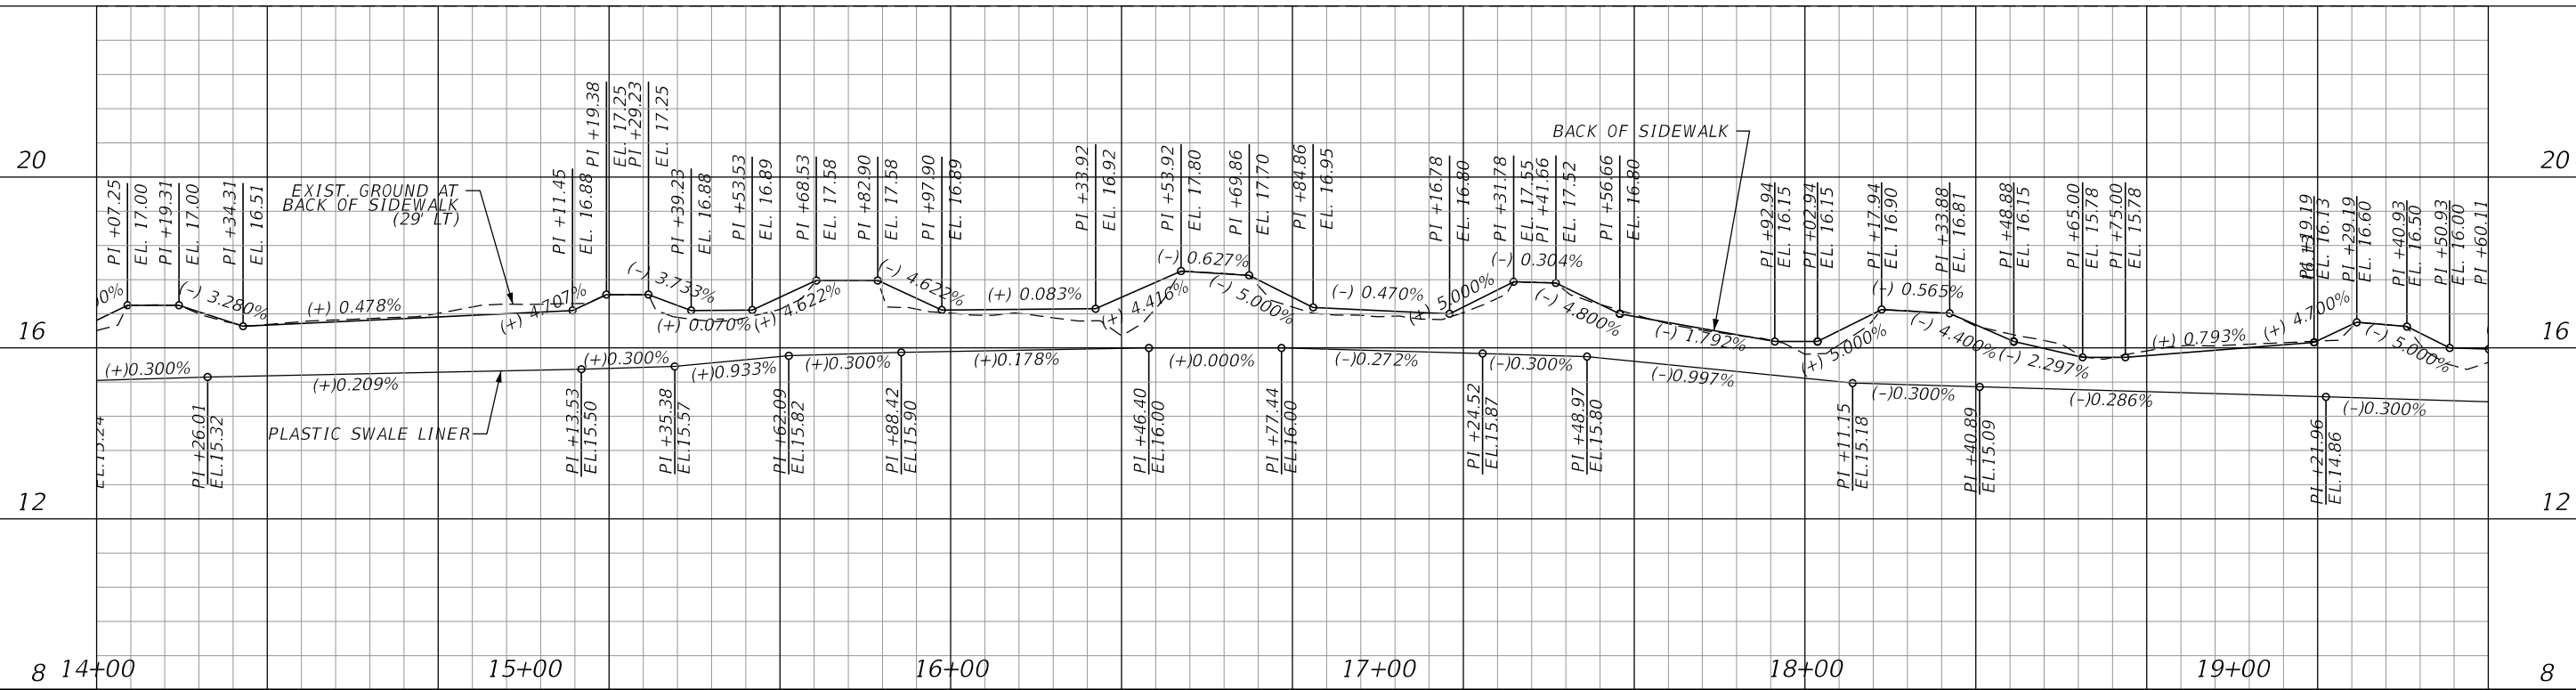 20
20
16
16
12
12
8
8
14+00
15+00
16+00
17+00
18+00
19+00
EXIST. GROUND AT
BACK OF SIDEWALK
(29' LT)
BACK OF SIDEWALK
PLASTIC SWALE LINER
PI +07.25
EL. 17.00
PI +19.31
EL. 17.00
PI +34.31
EL. 16.51
PI +11.45
EL. 16.88
PI +19.38
EL. 17.25
PI +29.23
EL. 17.25
PI +39.23
EL. 16.88
PI +53.53
EL. 16.89
PI +68.53
EL. 17.58
PI +82.90
EL. 17.58
PI +97.90
EL. 16.89
PI +33.92
EL. 16.92
PI +53.92
EL. 17.80
PI +69.86
EL. 17.70
PI +84.86
EL. 16.95
PI +16.78
EL. 16.80
PI +31.78
EL. 17.55
PI +41.66
EL. 17.52
PI +56.66
EL. 16.80
PI +92.94
EL. 16.15
PI +02.94
EL. 16.15
PI +17.94
EL. 16.90
PI +33.88
EL. 16.81
PI +48.88
EL. 16.15
PI +65.00
EL. 15.78
PI +75.00
EL. 15.78
EL. 16.13
PI +29.19
EL. 16.60
PI +40.93
EL. 16.50
PI +50.93
EL. 16.00
PI +60.11
0%
(-) 3.280%
(+) 0.478%
(+) 4.707%
(-) 3.733%
(+) 0.070%
(+) 4.622%
(-) 4.622%
(+) 0.083%
(+) 4.416%
(-) 0.627%
(-) 5.000%
(-) 0.470%
(+) 5.000%
(-) 0.304%
(-) 4.800%
(-) 1.792%
(+) 5.000%
(-) 0.565%
(-) 4.400%
(-) 2.297%
(+) 0.793%
(+) 4.700%
(-) 5.000%
(+)0.300%
(+)0.209%
(+)0.300%
(+)0.933%
(+)0.300%
(+)0.178%
(+)0.000%
(-)0.272%
(-)0.300%
(-)0.997%
(-)0.300%
(-)0.286%
(-)0.300%
EL.15.24
PI +26.01
EL.15.32
PI +13.53
EL.15.50
PI +35.38
EL.15.57
PI +62.09
EL.15.82
PI +88.42
EL.15.90
PI +46.40
EL.16.00
PI +77.44
EL.16.00
PI +24.52
EL.15.87
PI +48.97
EL.15.80
PI +11.15
EL.15.18
PI +40.89
EL.15.09
PI +21.96
EL.14.86